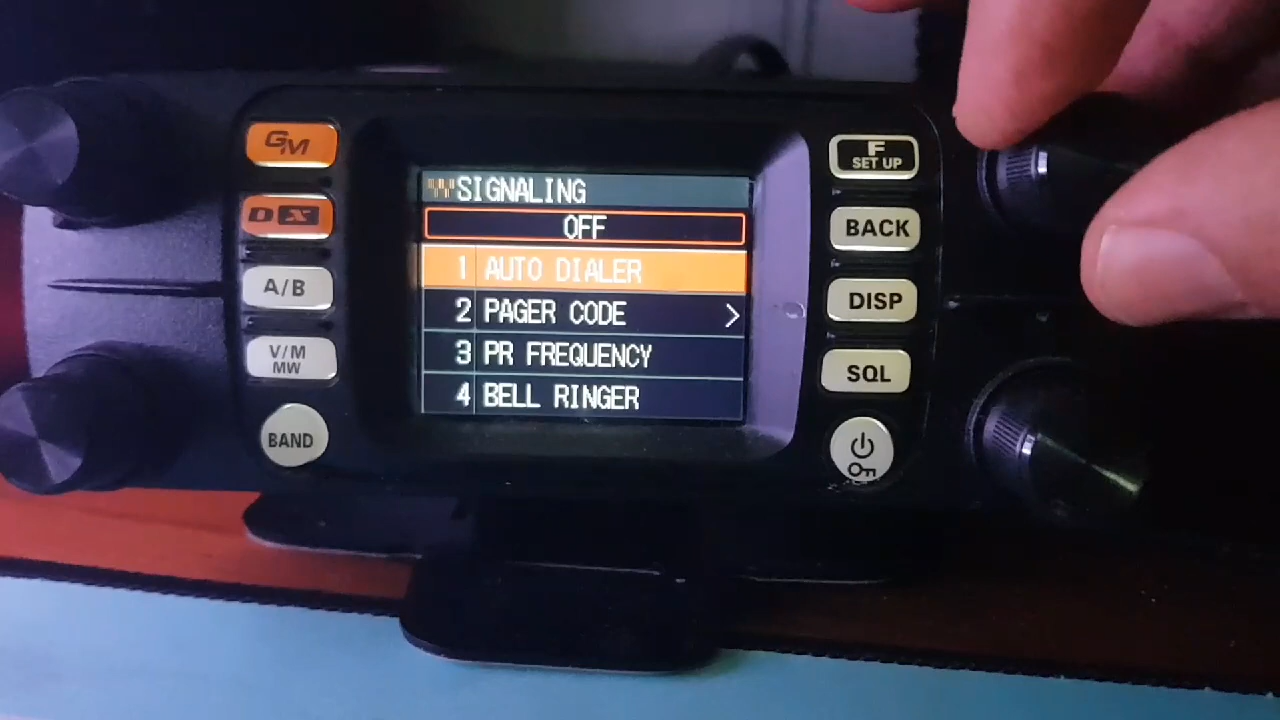 GM
DX
A/B
V/M
MW
BAND
SIGNALING
OFF
1 AUTO DIALER
2 PAGER CODE >
3 PR FREQUENCY
4 BELL RINGER
F
SET UP
BACK
DISP
SQL